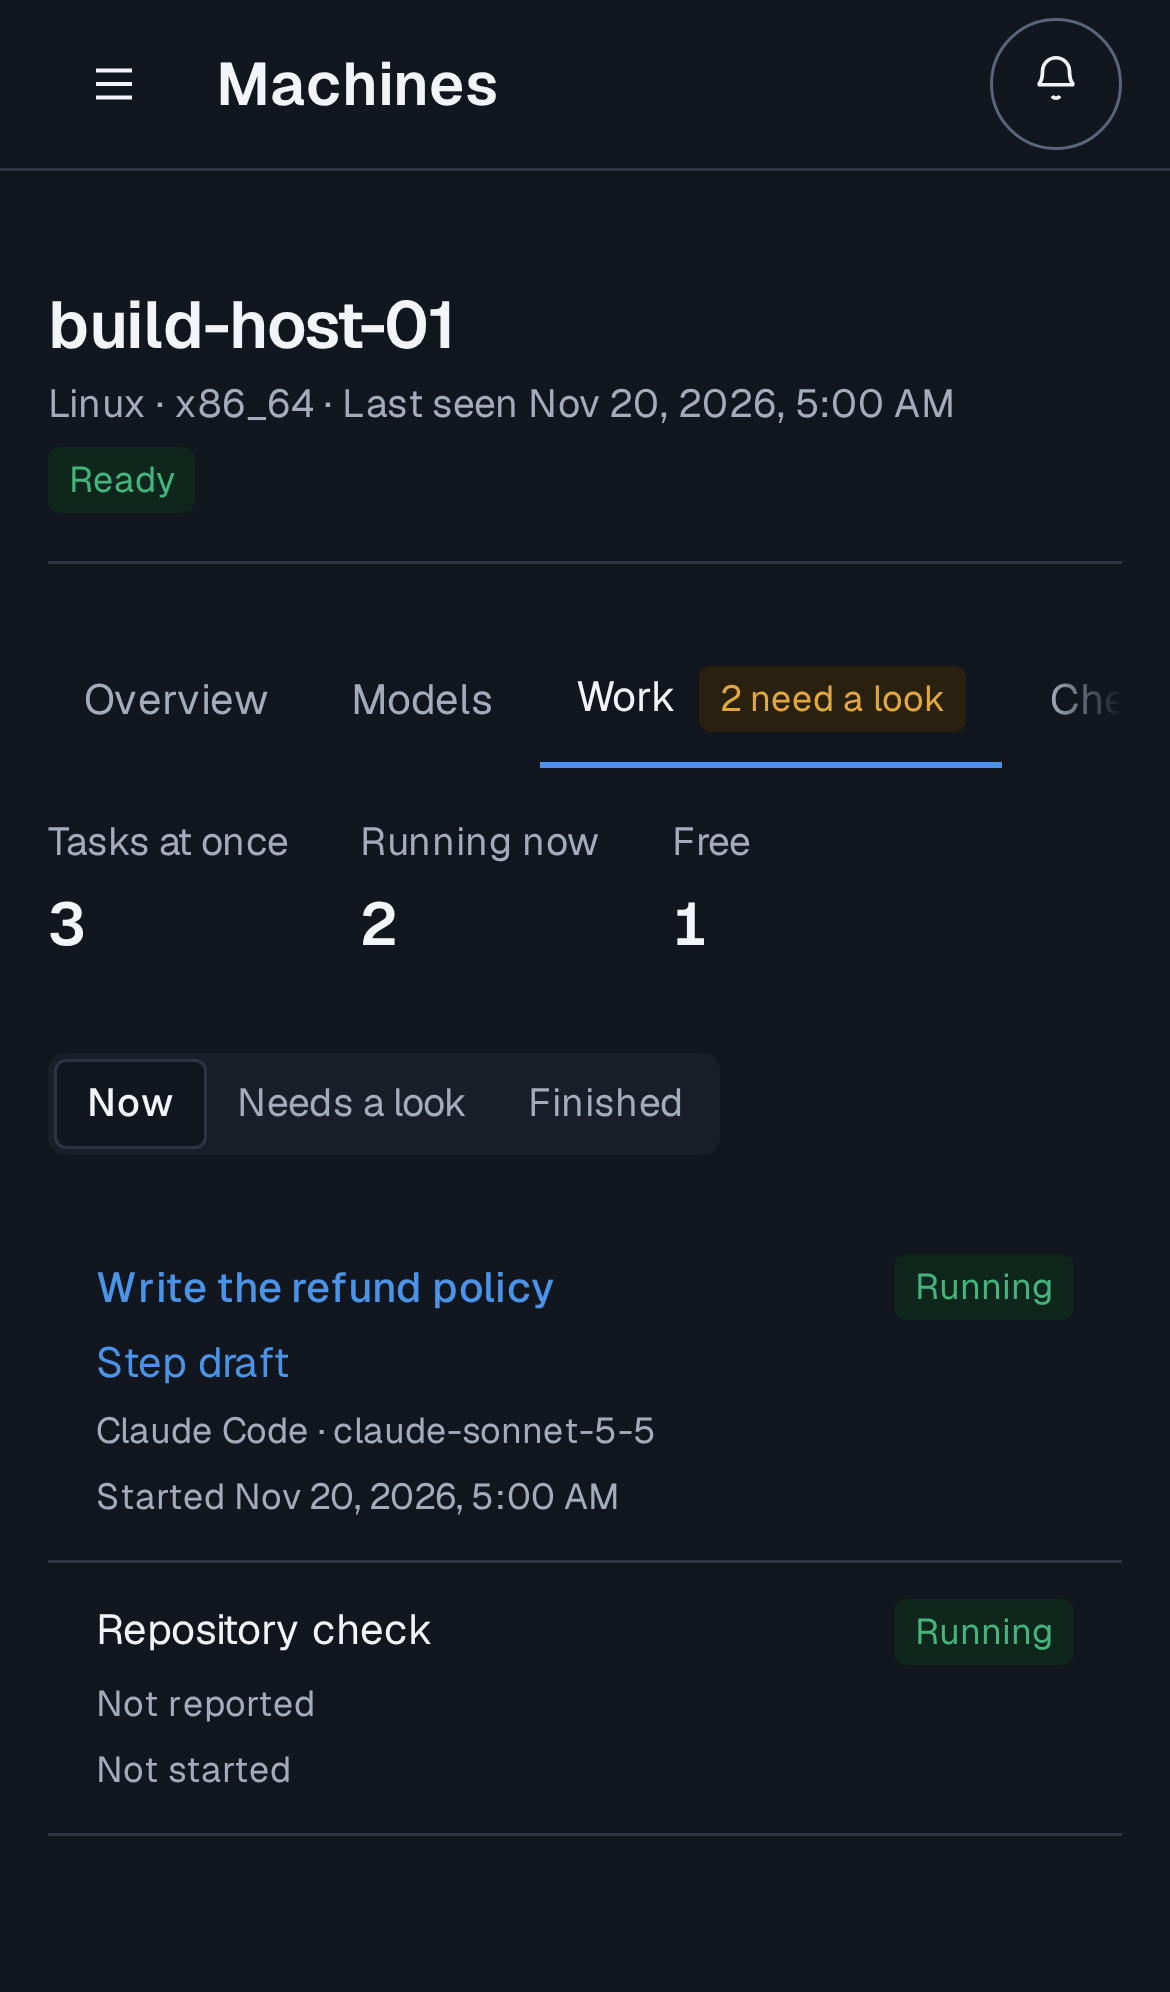 Machines
build-host-01
Linux · x86_64 · Last seen Nov 20, 2026, 5:00 AM
Ready
Overview Models Work 2 need a look Che
Tasks at once Running now Free
3 2 1
Now Needs a look Finished
Write the refund policy Running
Step draft
Claude Code · claude-sonnet-5-5
Started Nov 20, 2026, 5:00 AM
Repository check Running
Not reported
Not started